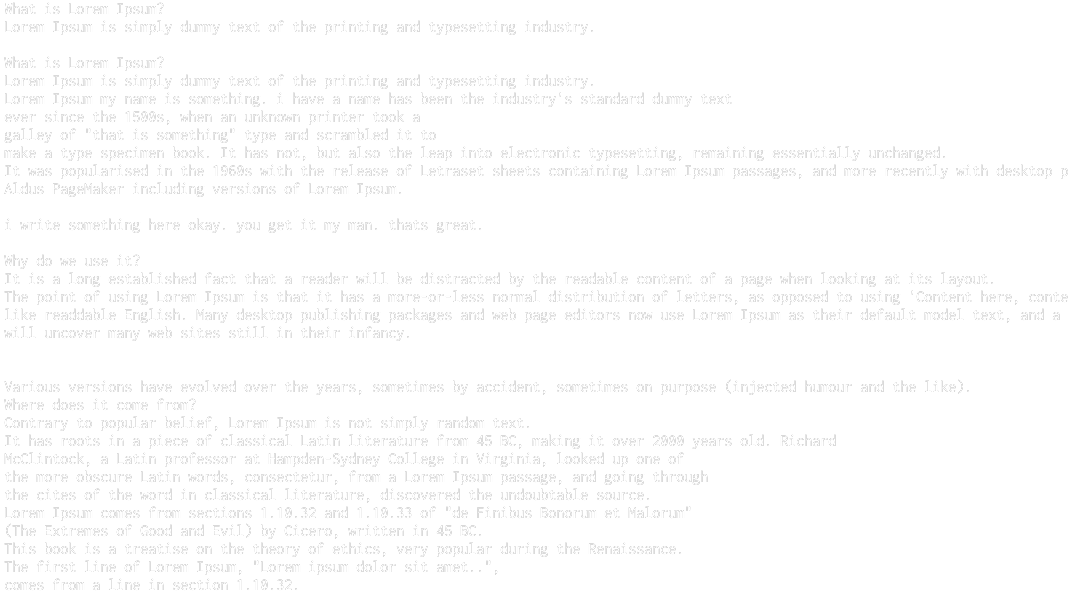 What is Lorem Ipsum?
Lorem Ipsum is simply dummy text of the printing and typesetting industry.
What is Lorem Ipsum?
Lorem Ipsum is simply dummy text of the printing and typesetting industry.
Lorem Ipsum my name is something. i have a name has been the industry's standard dummy text
ever since the 1500s, when an unknown printer took a
galley of "that is something" type and scrambled it to
make a type specimen book. It has not, but also the leap into electronic typesetting, remaining essentially unchanged.
It was popularised in the 1960s with the release of Letraset sheets containing Lorem Ipsum passages, and more recently with desktop p
Aldus PageMaker including versions of Lorem Ipsum.
i write something here okay. you get it my man. thats great.
Why do we use it?
It is a long established fact that a reader will be distracted by the readable content of a page when looking at its layout.
The point of using Lorem Ipsum is that it has a more-or-less normal distribution of letters, as opposed to using 'Content here, conte
like readdable English. Many desktop publishing packages and web page editors now use Lorem Ipsum as their default model text, and a
will uncover many web sites still in their infancy.
Various versions have evolved over the years, sometimes by accident, sometimes on purpose (injected humour and the like).
Where does it come from?
Contrary to popular belief, Lorem Ipsum is not simply random text.
It has roots in a piece of classical Latin literature from 45 BC, making it over 2000 years old. Richard
McClintock, a Latin professor at Hampden-Sydney College in Virginia, looked up one of
the more obscure Latin words, consectetur, from a Lorem Ipsum passage, and going through
the cites of the word in classical literature, discovered the undoubtable source.
Lorem Ipsum comes from sections 1.10.32 and 1.10.33 of "de Finibus Bonorum et Malorum"
(The Extremes of Good and Evil) by Cicero, written in 45 BC.
This book is a treatise on the theory of ethics, very popular during the Renaissance.
The first line of Lorem Ipsum, "Lorem ipsum dolor sit amet..",
comes from a line in section 1.10.32.